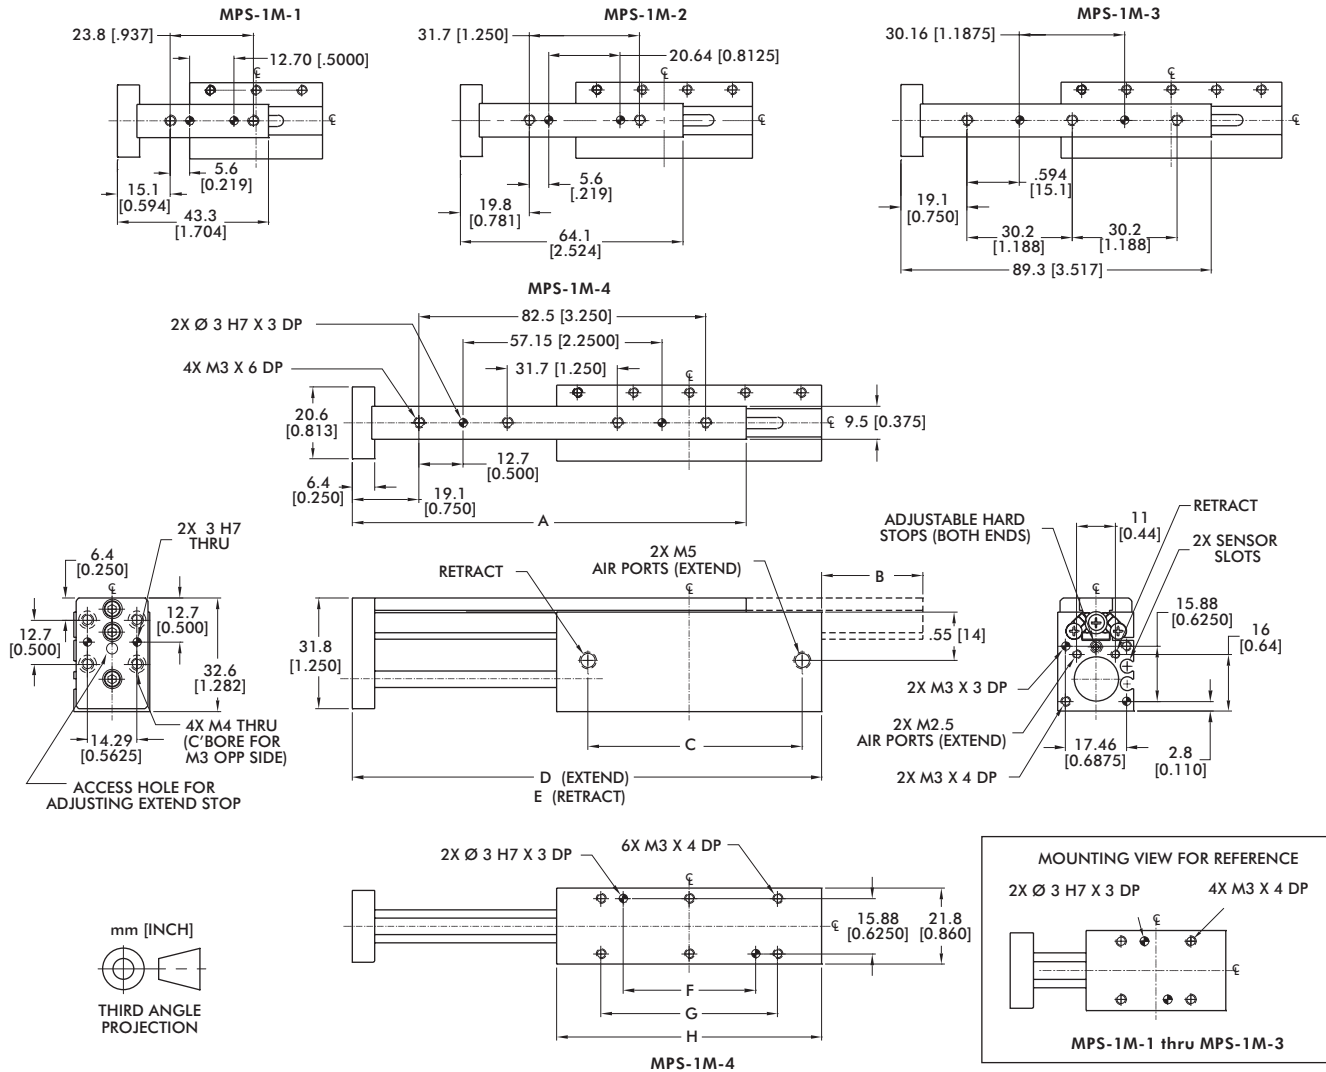 MPS-1M-1
23.8 [.937]
12.70 [.5000]
℄
℄
5.6
[0.219]
15.1
[0.594]
43.3
[1.704]
MPS-1M-2
31.7 [1.250]
20.64 [0.8125]
℄
℄
5.6
[.219]
19.8
[0.781]
64.1
[2.524]
MPS-1M-3
30.16 [1.1875]
℄
℄
.594
[15.1]
19.1
[0.750]
30.2
[1.188]
30.2
[1.188]
89.3 [3.517]
MPS-1M-4
82.5 [3.250]
2X Ø 3 H7 X 3 DP
57.15 [2.2500]
4X M3 X 6 DP
31.7 [1.250]
℄
20.6
[0.813]
℄
9.5 [0.375]
12.7
[0.500]
6.4
[0.250]
19.1
[0.750]
A
2X 3 H7
THRU
6.4
[0.250]
℄
12.7
[0.500]
12.7
[0.500]
32.6
[1.282]
4X M4 THRU
(C'BORE FOR
M3 OPP SIDE)
14.29
[0.5625]
ACCESS HOLE FOR
ADJUSTING EXTEND STOP
RETRACT
2X M5
AIR PORTS (EXTEND)
℄
B
31.8
[1.250]
.55 [14]
C
D (EXTEND)
E (RETRACT)
ADJUSTABLE HARD
STOPS (BOTH ENDS)
11
[0.44]
RETRACT
2X SENSOR
SLOTS
℄
15.88
[0.6250]
16
[0.64]
2X M3 X 3 DP
2X M2.5
AIR PORTS (EXTEND)
17.46
[0.6875]
2X M3 X 4 DP
2.8
[0.110]
2X Ø 3 H7 X 3 DP
6X M3 X 4 DP
℄
℄
15.88
[0.6250]
21.8
[0.860]
F
G
H
MPS-1M-4
mm [INCH]
THIRD ANGLE
PROJECTION
MOUNTING VIEW FOR REFERENCE
2X Ø 3 H7 X 3 DP
4X M3 X 4 DP
℄
℄
MPS-1M-1 thru MPS-1M-3